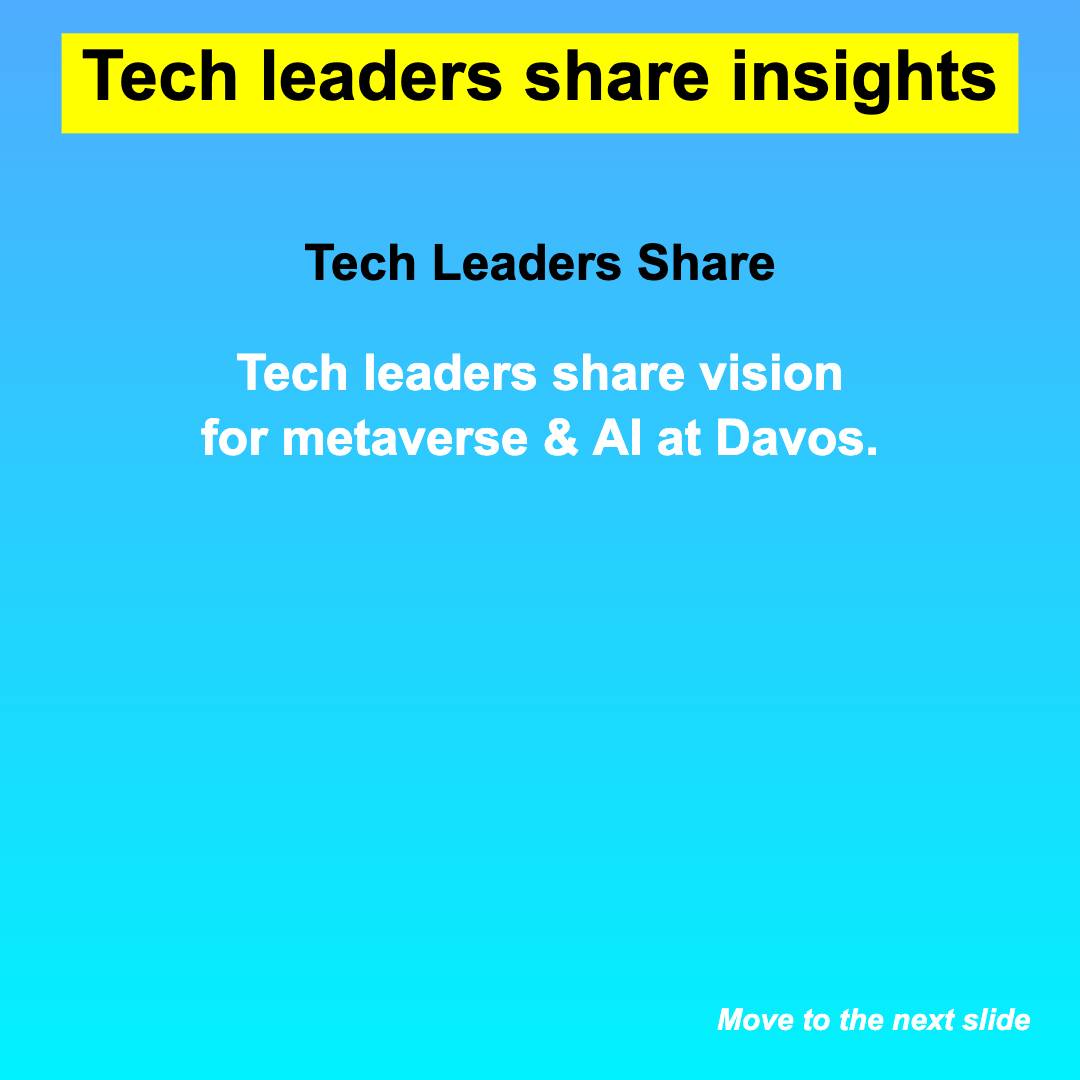 Tech leaders share insights
Tech Leaders Share
Tech leaders share vision
for metaverse & AI at Davos.
Move to the next slide